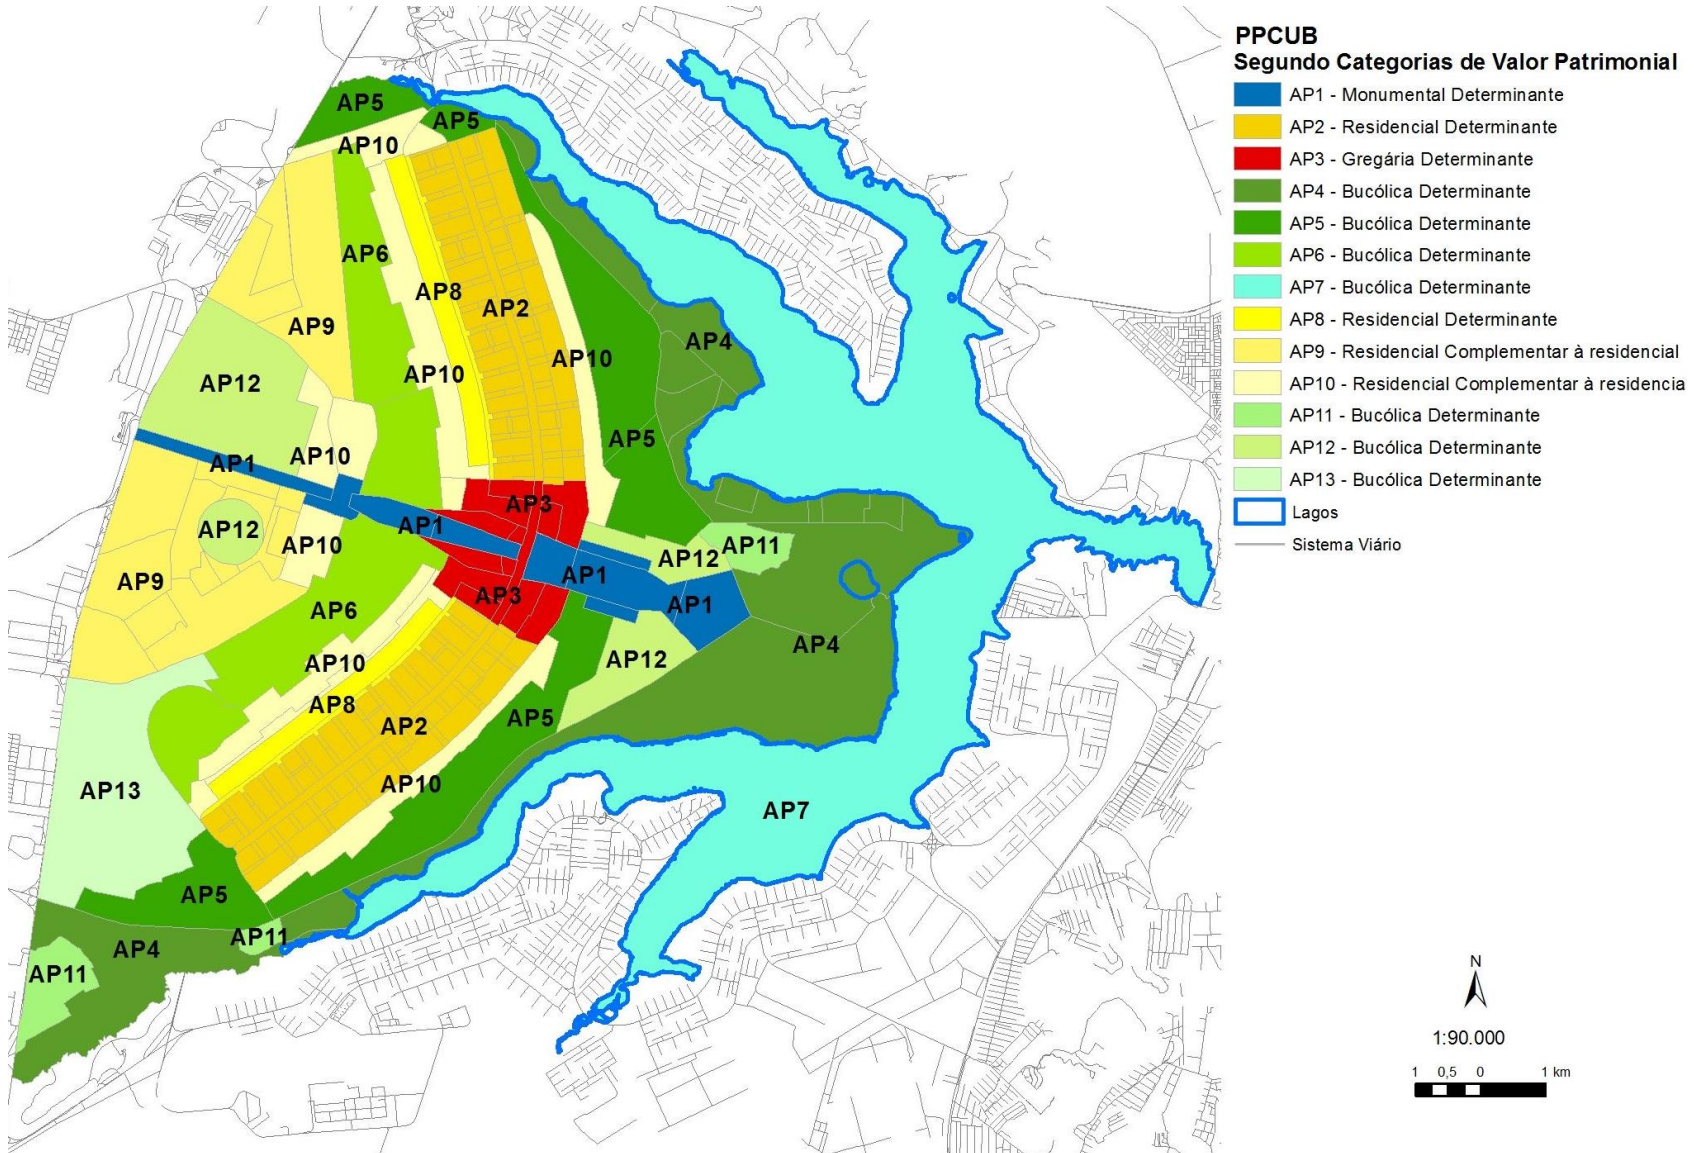 PPCUB
Segundo Categorias de Valor Patrimonial
AP1 - Monumental Determinante
AP2 - Residencial Determinante
AP3 - Gregária Determinante
AP4 - Bucólica Determinante
AP5 - Bucólica Determinante
AP6 - Bucólica Determinante
AP7 - Bucólica Determinante
AP8 - Residencial Determinante
AP9 - Residencial Complementar à residencial
AP10 - Residencial Complementar à residencia
AP11 - Bucólica Determinante
AP12 - Bucólica Determinante
AP13 - Bucólica Determinante
Lagos
Sistema Viário
AP5
AP5
AP10
AP6
AP8
AP2
AP9
AP4
AP10
AP10
AP12
AP5
AP10
AP1
AP3
AP1
AP12
AP10
AP11
AP12
AP1
AP9
AP3
AP1
AP6
AP4
AP10
AP12
AP8
AP5
AP2
AP10
AP13
AP7
AP5
AP11
AP4
AP11
N
1:90.000
1 0,5 0 1 km